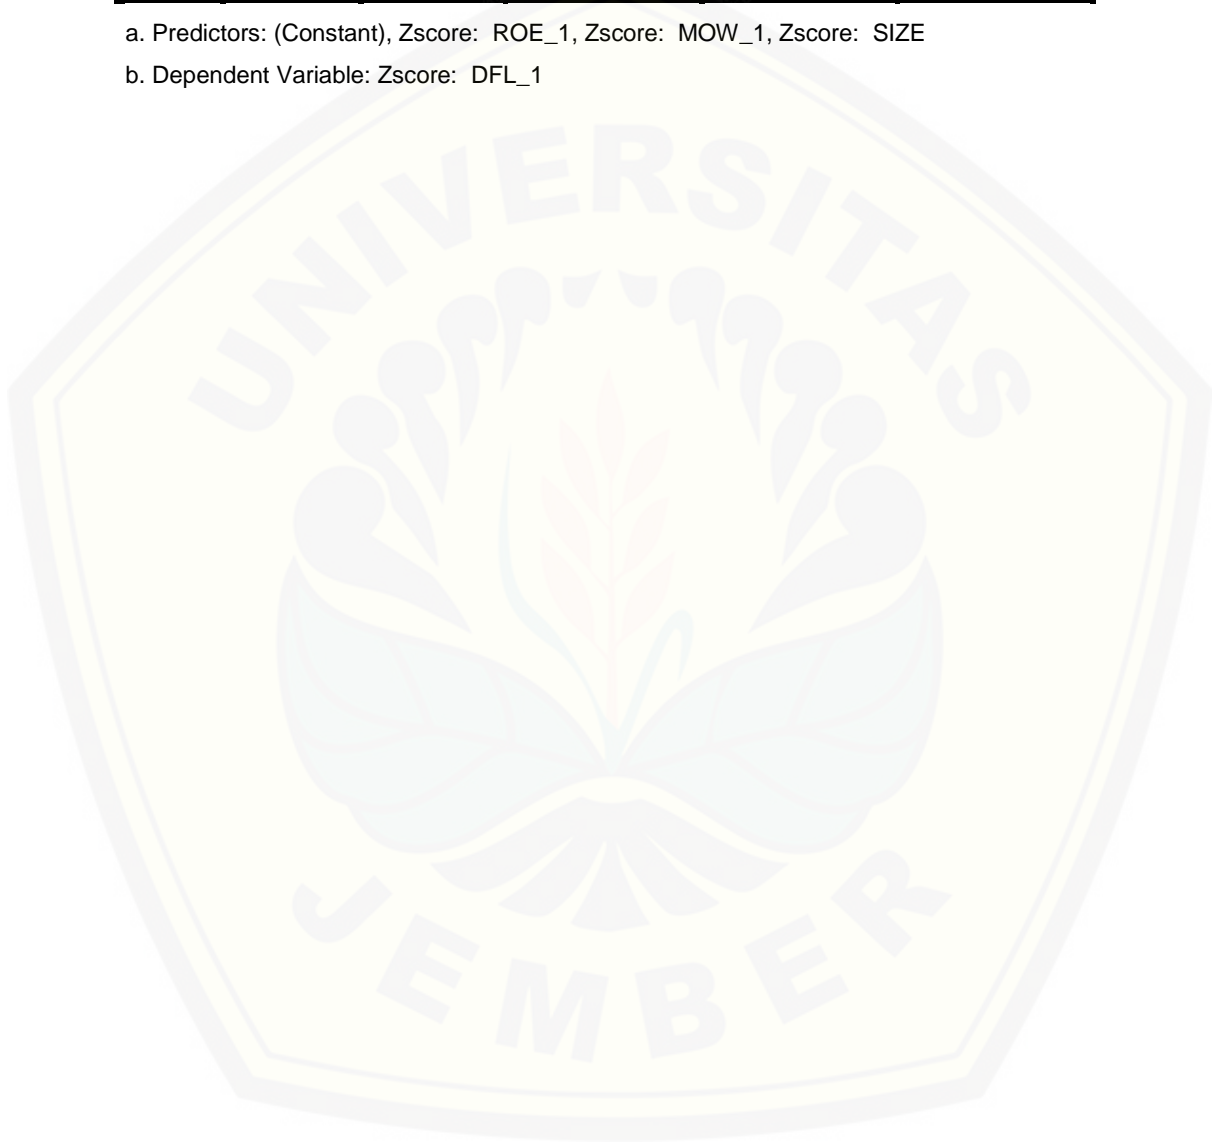 a. Predictors: (Constant), Zscore: ROE_1, Zscore: MOW_1, Zscore: SIZE
b. Dependent Variable: Zscore: DFL_1
UNIVERSITAS
JEMBER